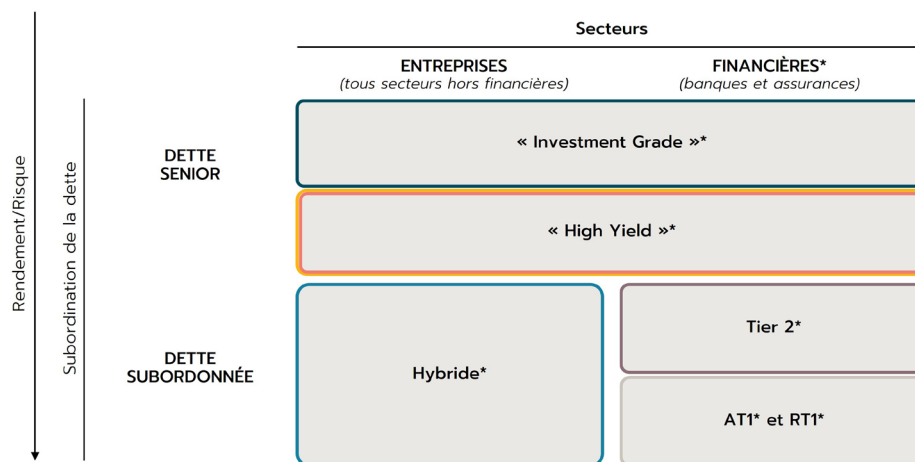 Secteurs
ENTREPRISES
(tous secteurs hors financières)
FINANCIÈRES*
(banques et assurances)
Rendement/Risque
Subordination de la dette
DETTE
SENIOR
« Investment Grade »*
« High Yield »*
DETTE
SUBORDONNÉE
Hybride*
Tier 2*
AT1* et RT1*